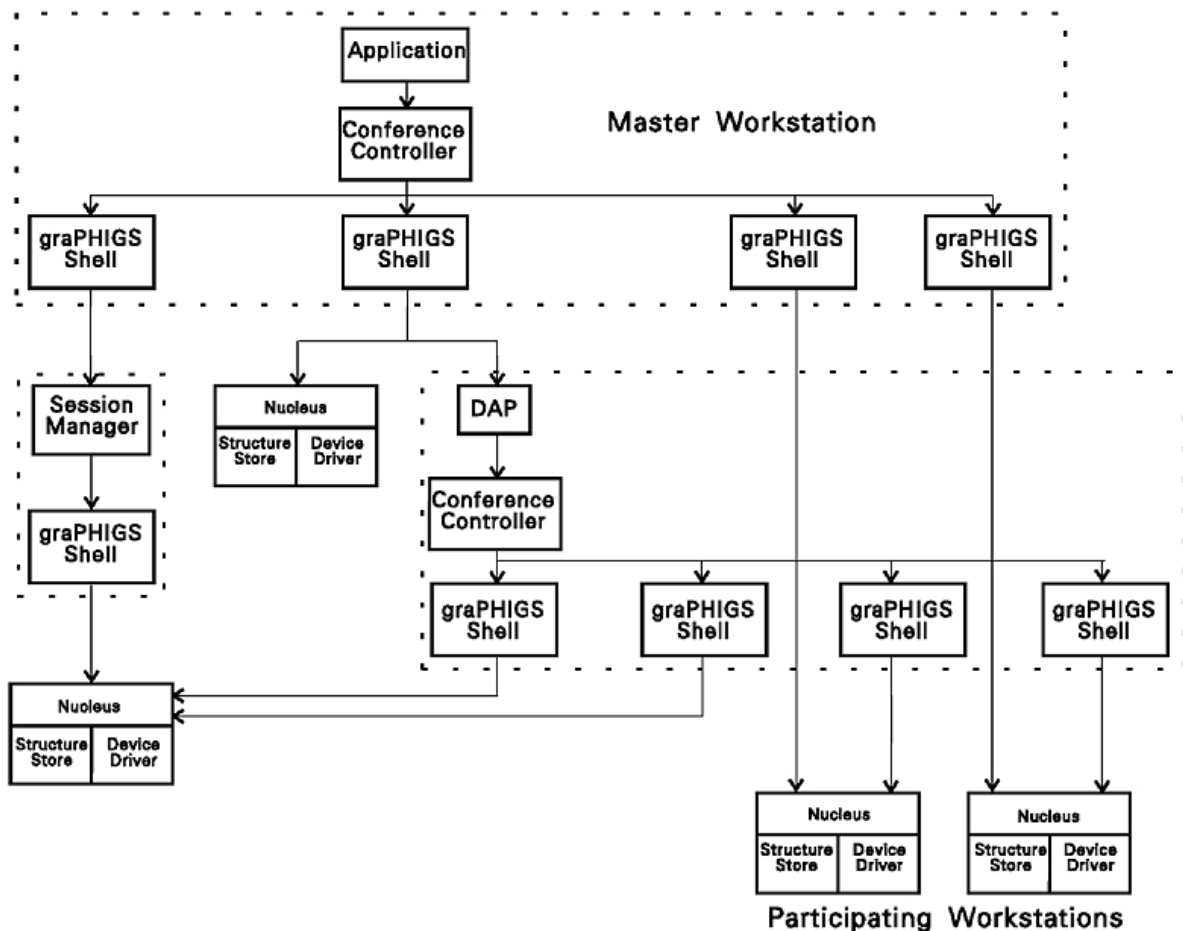 Application
Conference
Controller
Master Workstation
graPHIGS
Shell
graPHIGS
Shell
graPHIGS
Shell
graPHIGS
Shell
Session
Manager
Nucleus
Structure
Store
Device
Driver
DAP
Conference
Controller
graPHIGS
Shell
graPHIGS
Shell
graPHIGS
Shell
graPHIGS
Shell
graPHIGS
Shell
Nucleus
Structure
Store
Device
Driver
Nucleus
Structure
Store
Device
Driver
Nucleus
Structure
Store
Device
Driver
Participating Workstations